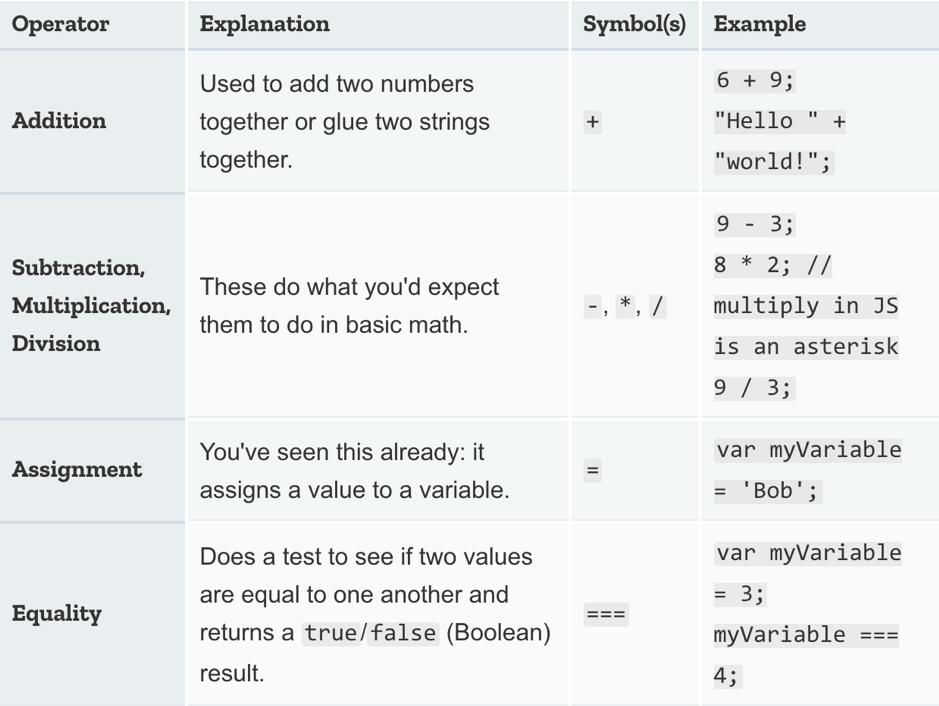 Operator Explanation Symbol(s) Example
Addition
Used to add two numbers
together or glue two strings
together.
+
6 + 9;
"Hello " +
"world!";
Subtraction,
Multiplication,
Division
These do what you'd expect
them to do in basic math.
-, *, /
9 - 3;
8 * 2; //
multiply in JS
is an asterisk
9 / 3;
Assignment
You've seen this already: it
assigns a value to a variable.
=
var myVariable
= 'Bob';
Equality
Does a test to see if two values
are equal to one another and
returns a true/false (Boolean)
result.
===
var myVariable
= 3;
myVariable ===
4;